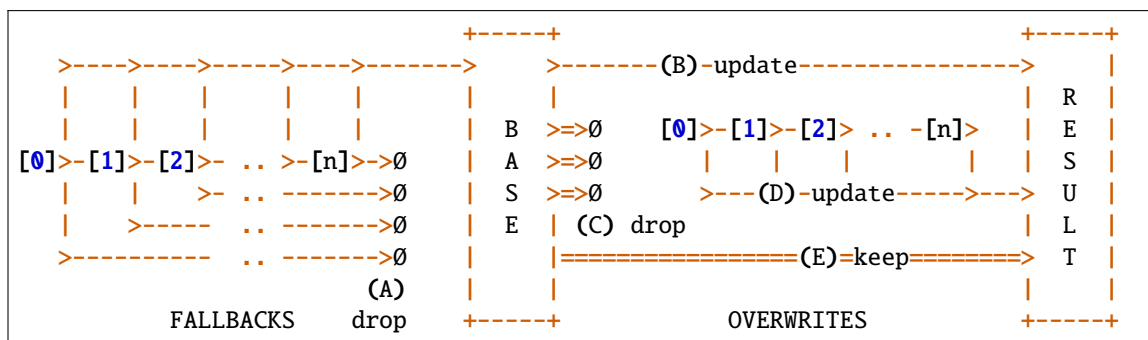 +-----+                                  +-----+
    >----->----->------>----->-------->     >-------(B)-update---------------->     |
    |     |     |      |     |         |     |                                  |  R  |
    |     |     |      |     |         |  B  >=>Ø    [0]>-[1]>-[2]> .. -[n]>    |  E  |
[0]>-[1]>-[2]>- .. >-[n]>->Ø    |  A  >=>Ø       |    |    |        |    |  S  |
    |     |     >- .. ------->Ø    |  S  >=>Ø       >---(D)-update----->--->  U  |
    |     >----- .. ------->Ø    |  E  | (C) drop                        |  L  |
    >---------- .. ------->Ø    |     |=================(E)=keep========>  T  |
                          (A)    |     |                                  |     |
           FALLBACKS    drop   +-----+            OVERWRITES            +-----+